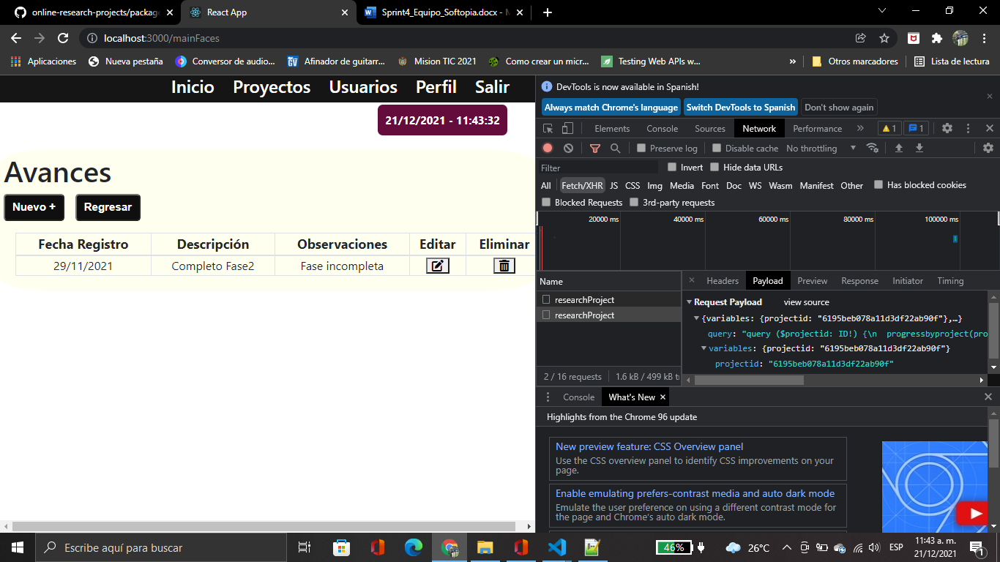 online-research-projects/packag
React App
Sprint4_Equipo_Softopia.docx - M
localhost:3000/mainFaces
Aplicaciones
Nueva pestaña
Conversor de audio...
Afinador de guitarr...
Mision TIC 2021
Como crear un micr...
Testing Web APIs w...
»
Otros marcadores
Lista de lectura
Inicio
Proyectos
Usuarios
Perfil
Salir
21/12/2021 - 11:43:32
Avances
Nuevo +
Regresar
Fecha Registro Descripción Observaciones Editar Eliminar
29/11/2021 Completo Fase2 Fase incompleta
DevTools is now available in Spanish!
Always match Chrome's language
Switch DevTools to Spanish
Don't show again
Elements Console Sources Network Performance » 1 1
Preserve log Disable cache No throttling
Filter Invert Hide data URLs
All Fetch/XHR JS CSS Img Media Font Doc WS Wasm Manifest Other Has blocked cookies
Blocked Requests 3rd-party requests
20000 ms 40000 ms 60000 ms 80000 ms 100000 ms
Name
researchProject
researchProject
2 / 16 requests 1.6 kB / 499 kB t
Headers Payload Preview Response Initiator Timing
Request Payload view source
{variables: {projectid: "6195beb078a11d3df22ab90f"},…}
query: "query ($projectid: ID!) {\n  progressbyproject(pro
variables: {projectid: "6195beb078a11d3df22ab90f"}
projectid: "6195beb078a11d3df22ab90f"
Console What's New
Highlights from the Chrome 96 update
New preview feature: CSS Overview panel
Use the CSS overview panel to identify CSS improvements on your
page.
Enable emulating prefers-contrast media and auto dark mode
Emulate the user preference on using a different contrast mode for
the page and Chrome's auto dark mode.
Escribe aquí para buscar
46%
26°C
ESP
11:43 a. m.
21/12/2021
1